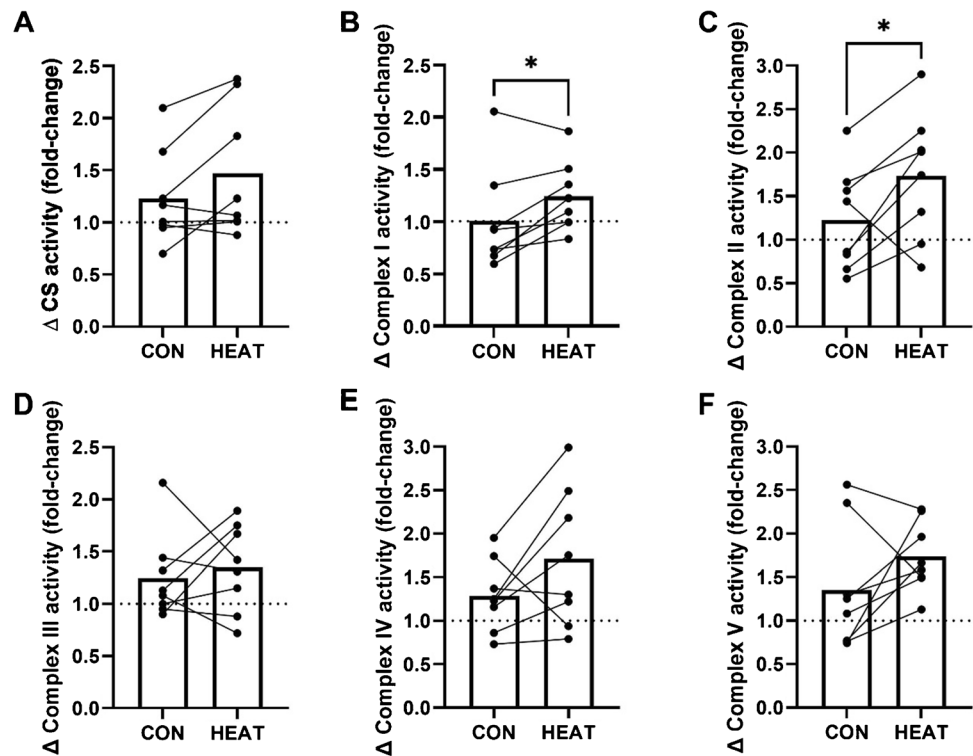 A
Δ CS activity (fold-change)
2.5
2.0
1.5
1.0
0.5
0.0
CON HEAT
B
Δ Complex I activity (fold-change)
*
2.5
2.0
1.5
1.0
0.5
0.0
CON HEAT
C
Δ Complex II activity (fold-change)
*
3.0
2.5
2.0
1.5
1.0
0.5
0.0
CON HEAT
D
Δ Complex III activity (fold-change)
2.5
2.0
1.5
1.0
0.5
0.0
CON HEAT
E
Δ Complex IV activity (fold-change)
3.0
2.5
2.0
1.5
1.0
0.5
0.0
CON HEAT
F
Δ Complex V activity (fold-change)
3.0
2.5
2.0
1.5
1.0
0.5
0.0
CON HEAT